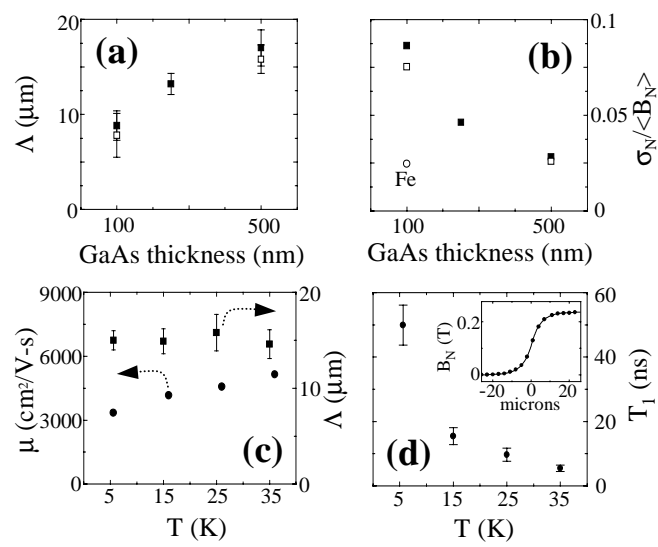 20
10
0
Λ (μm)
(a)
100
500
GaAs thickness (nm)
(b)
Fe
0.1
0.05
0
σN/<BN>
100
500
GaAs thickness (nm)
9000
6000
3000
0
μ (cm²/V-s)
20
10
0
Λ (μm)
(c)
5
15
25
35
T (K)
60
40
20
0
T₁ (ns)
(d)
BN (T)
0.2
0
-20
0
20
microns
5
15
25
35
T (K)